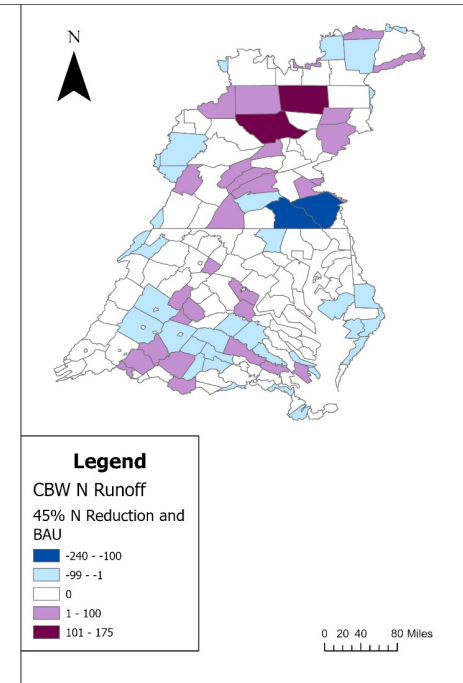 N
Legend
CBW N Runoff
45% N Reduction and
BAU
-240 - -100
-99 - -1
0
1 - 100
101 - 175
0 20 40 80 Miles